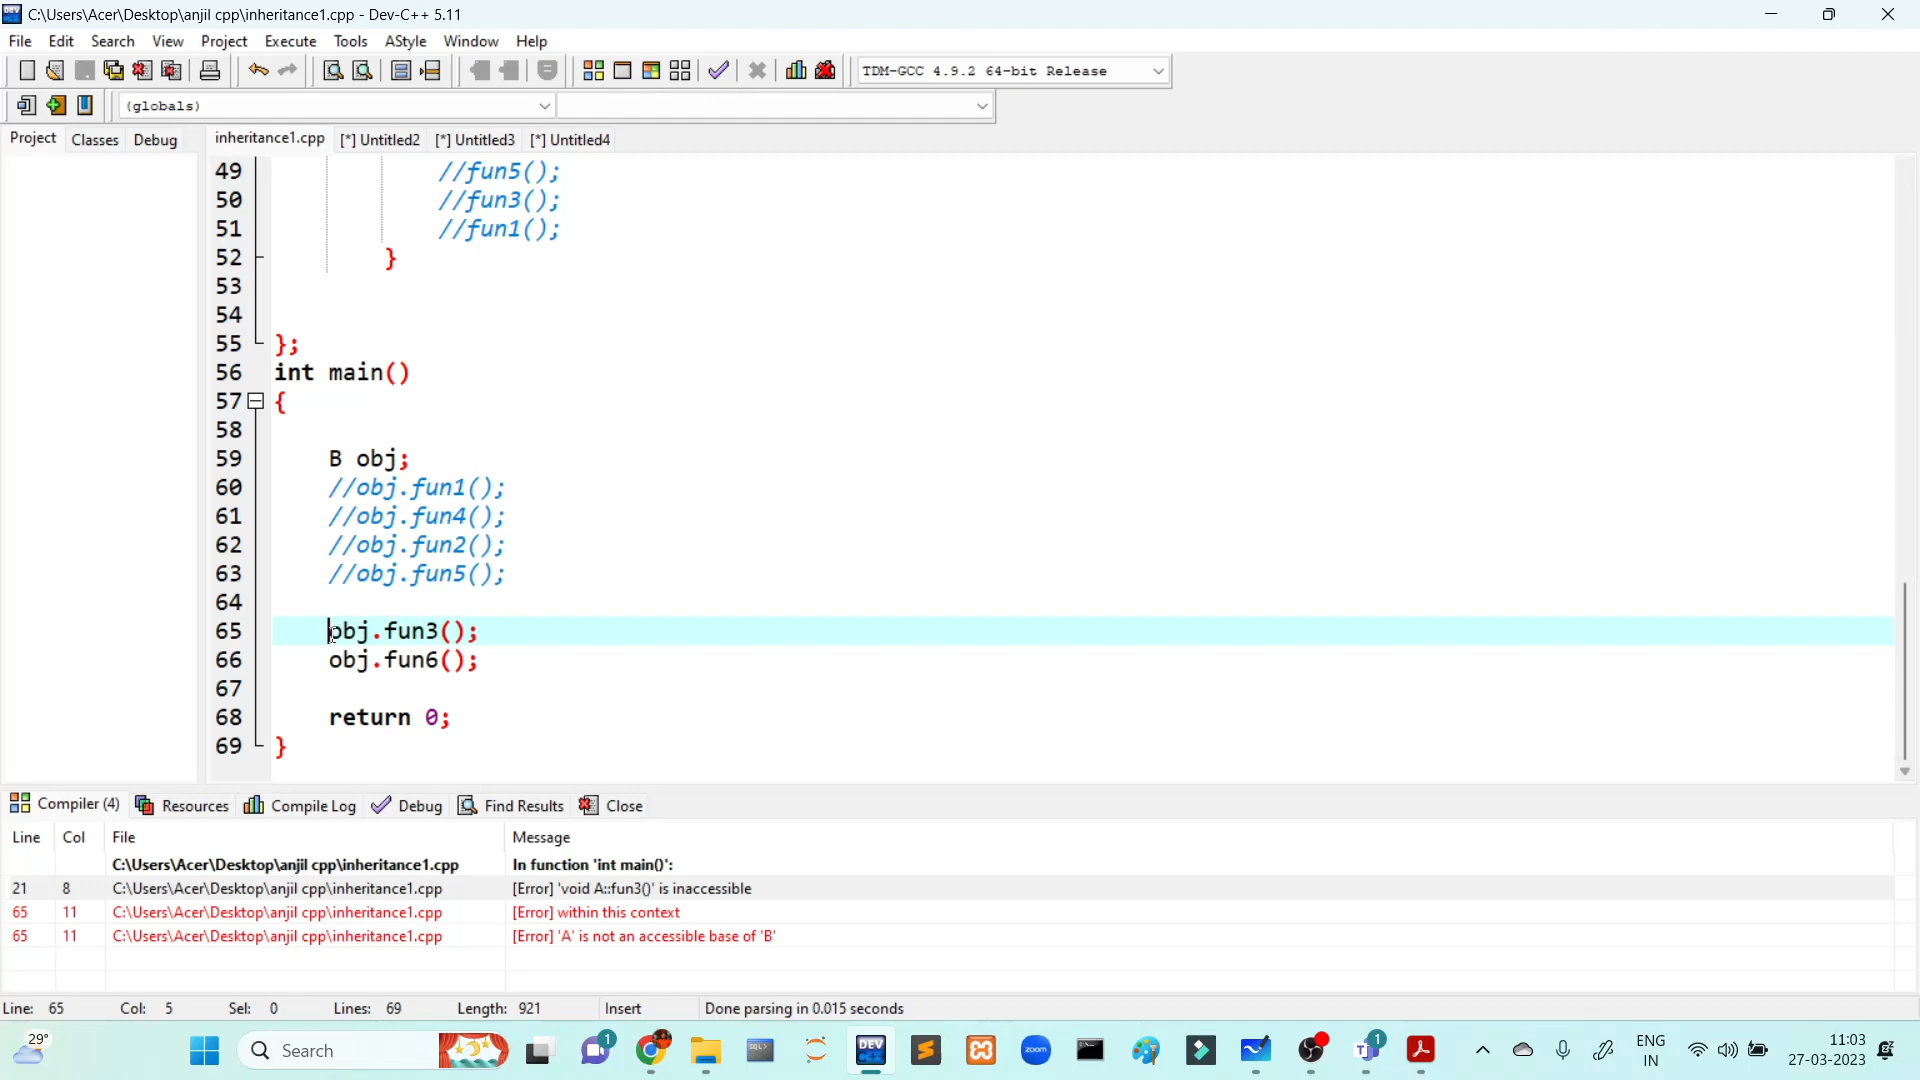 C:\Users\Acer\Desktop\anjil cpp\inheritance1.cpp - Dev-C++ 5.11
File Edit Search View Project Execute Tools AStyle Window Help
TDM-GCC 4.9.2 64-bit Release
(globals)
Project Classes Debug inheritance1.cpp [*] Untitled2 [*] Untitled3 [*] Untitled4
49 //fun5();
50 //fun3();
51 //fun1();
52 }
53
54
55 };
56 int main()
57 {
58
59 B obj;
60 //obj.fun1();
61 //obj.fun4();
62 //obj.fun2();
63 //obj.fun5();
64
65 obj.fun3();
66 obj.fun6();
67
68 return 0;
69 }
Compiler (4) Resources Compile Log Debug Find Results Close
Line Col File Message
C:\Users\Acer\Desktop\anjil cpp\inheritance1.cpp In function 'int main()':
21 8 C:\Users\Acer\Desktop\anjil cpp\inheritance1.cpp [Error] 'void A::fun3()' is inaccessible
65 11 C:\Users\Acer\Desktop\anjil cpp\inheritance1.cpp [Error] within this context
65 11 C:\Users\Acer\Desktop\anjil cpp\inheritance1.cpp [Error] 'A' is not an accessible base of 'B'
Line: 65 Col: 5 Sel: 0 Lines: 69 Length: 921 Insert Done parsing in 0.015 seconds
29°
Search
1
SQL>
DEV C++
zoom
1
ENG
IN
11:03
27-03-2023